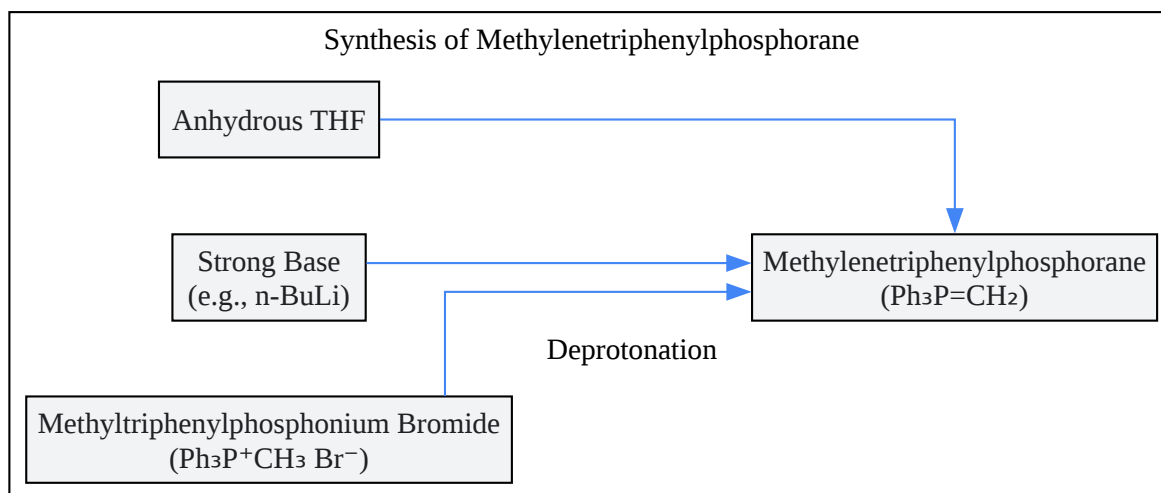 Synthesis of Methylenetriphenylphosphorane
Anhydrous THF
Strong Base
(e.g., n-BuLi)
Methylenetriphenylphosphorane
(Ph₃P=CH₂)
Deprotonation
Methyltriphenylphosphonium Bromide
(Ph₃P⁺CH₃ Br⁻)